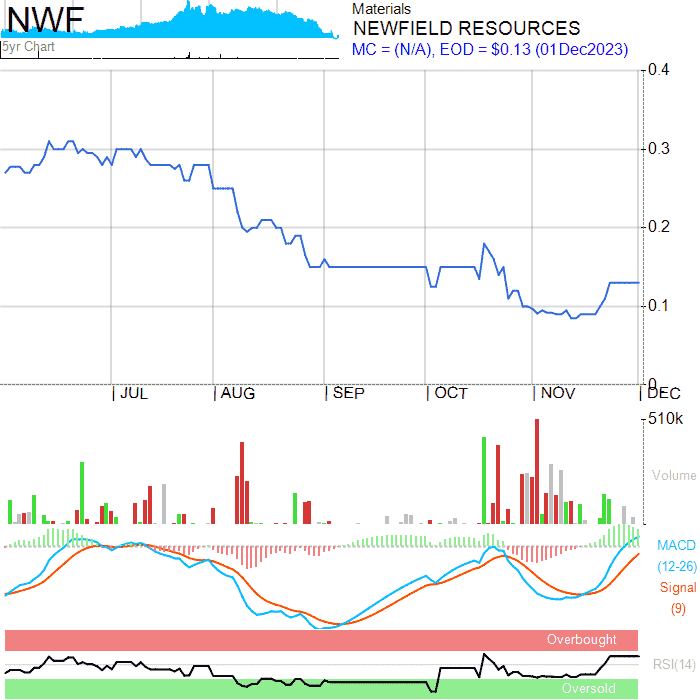 NWF
5yr Chart
Materials
NEWFIELD RESOURCES
MC = (N/A), EOD = $0.13 (01Dec2023)
0.4
0.3
0.2
0.1
0
JUL
AUG
SEP
OCT
NOV
DEC
510k
Volume
MACD
(12-26)
Signal
(9)
Overbought
RSI(14)
Oversold